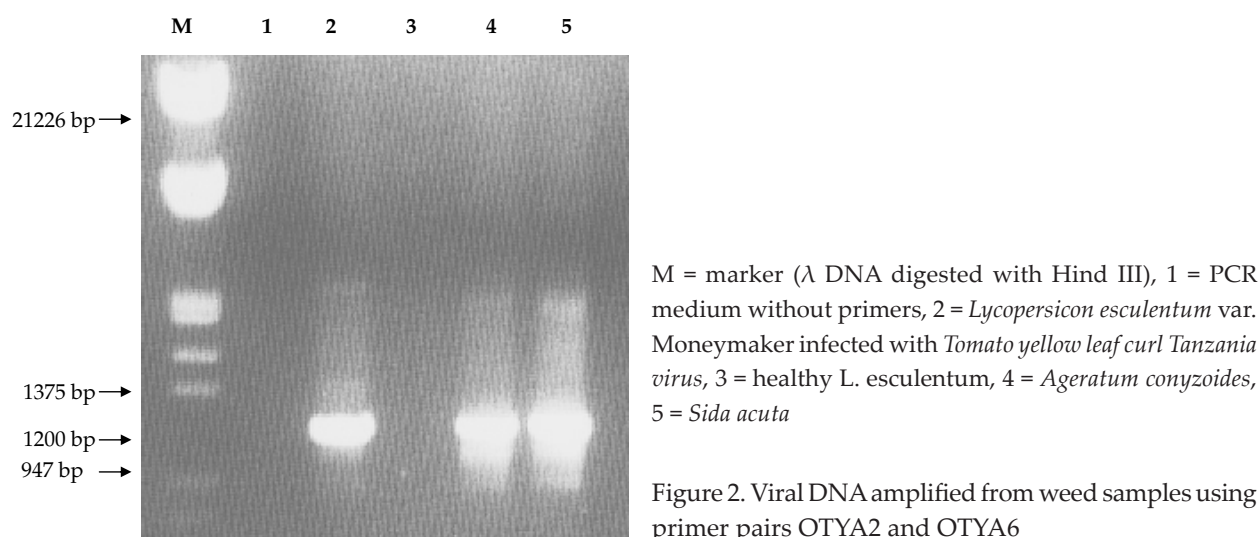 M 1 2 3 4 5
21226 bp
1375 bp
1200 bp
947 bp
M = marker (λ DNA digested with Hind III), 1 = PCR
medium without primers, 2 = Lycopersicon esculentum var.
Moneymaker infected with Tomato yellow leaf curl Tanzania
virus, 3 = healthy L. esculentum, 4 = Ageratum conyzoides,
5 = Sida acuta
Figure 2. Viral DNA amplified from weed samples using
primer pairs OTYA2 and OTYA6